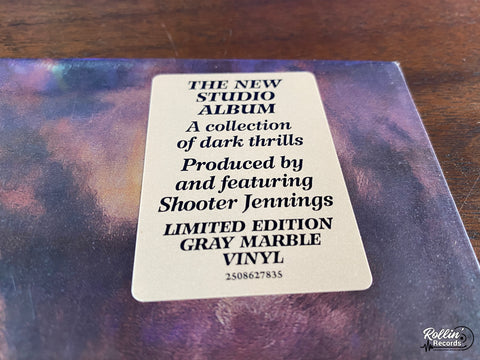 THE NEW
STUDIO
ALBUM
A collection
of dark thrills
Produced by
and featuring
Shooter Jennings
LIMITED EDITION
GRAY MARBLE
VINYL
2508627835
Rollin'
Records